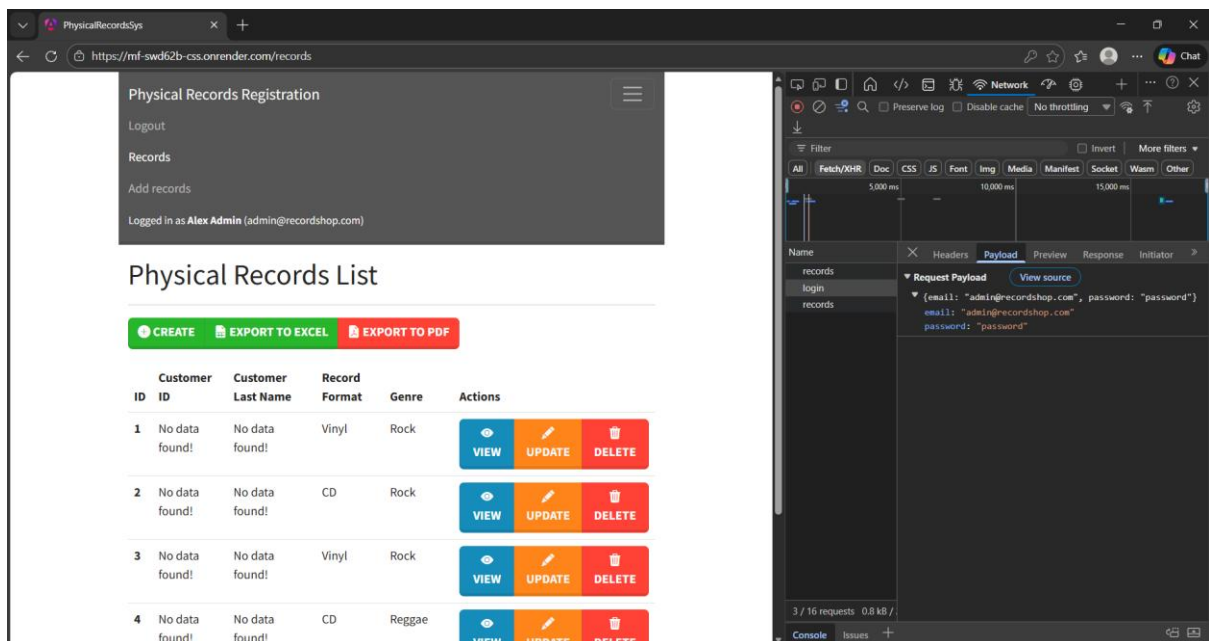 PhysicalRecordsSys
https://mf-swd62b-css.onrender.com/records
Chat
Physical Records Registration
Logout
Records
Add records
Logged in as Alex Admin (admin@recordshop.com)
Physical Records List
CREATE EXPORT TO EXCEL EXPORT TO PDF
ID Customer ID Customer Last Name Record Format Genre Actions
1 No data found! No data found! Vinyl Rock VIEW UPDATE DELETE
2 No data found! No data found! CD Rock VIEW UPDATE DELETE
3 No data found! No data found! Vinyl Rock VIEW UPDATE DELETE
4 No data found! No data found! CD Reggae VIEW UPDATE DELETE
Network
Preserve log Disable cache No throttling
Filter Invert More filters
All Fetch/XHR Doc CSS JS Font Img Media Manifest Socket Wasm Other
5,000 ms 10,000 ms 15,000 ms
Name Headers Payload Preview Response Initiator
records
login
records
Request Payload View source
{email: "admin@recordshop.com", password: "password"}
email: "admin@recordshop.com"
password: "password"
3 / 16 requests 0.8 kB /
Console Issues